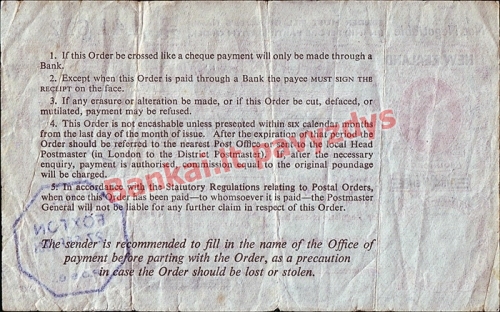 1. If this Order be crossed like a cheque payment will only be made through a
Bank.
2. Except when this Order is paid through a Bank the payee MUST SIGN THE
RECEIPT on the face.
3. If any erasure or alteration be made, or if this Order be cut, defaced, or
mutilated, payment may be refused.
4. This Order is not encashable unless presented within six calendar months
from the last day of the month of issue. After the expiration of that period the
Order should be referred to the nearest Post Office, sent by local Head
Postmaster (in London to the District Postmaster) and after the necessary
enquiry, payment is authorised, commission equal to the original poundage
will be charged.
5. In accordance with the Statutory Regulations relating to Postal Orders,
when once this Order has been paid—to whomsoever it is paid—the Postmaster
General will not be liable for any further claim in respect of this Order.
The sender is recommended to fill in the name of the Office of
payment before parting with the Order, as a precaution
in case the Order should be lost or stolen.
Bankai.lt pavyzdys
FOXTON